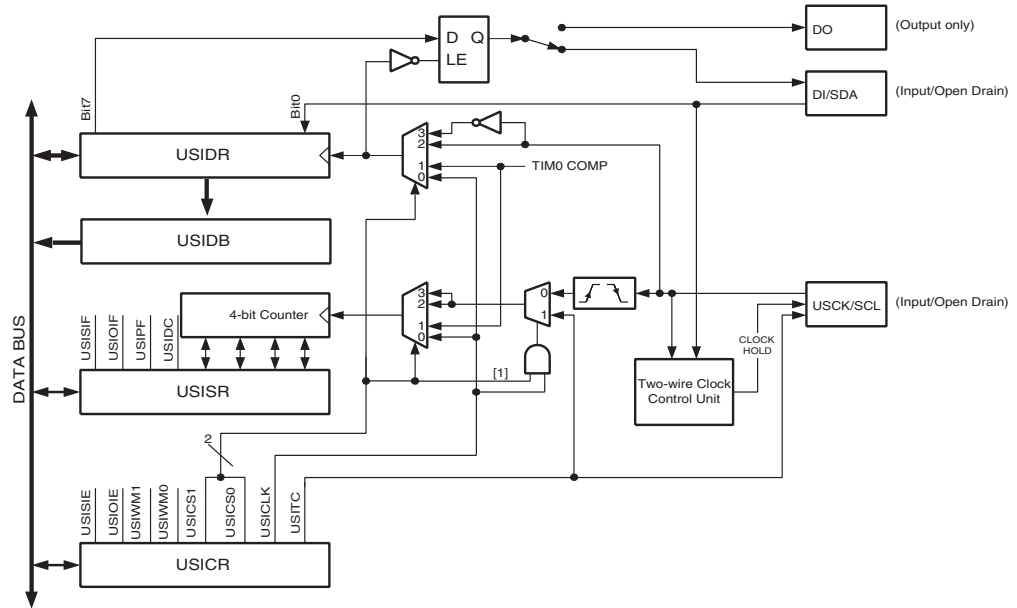 D Q
LE
DO
(Output only)
DI/SDA
(Input/Open Drain)
Bit7
Bit0
USIDR
3
2
1
0
TIM0 COMP
USIDB
DATA BUS
4-bit Counter
3
2
1
0
0
1
USCK/SCL
(Input/Open Drain)
CLOCK
HOLD
USIIF
USIOIF
USIPF
USIDC
USISR
[1]
Two-wire Clock
Control Unit
2
USISIE
USIOIE
USIWM1
USIWM0
USICS1
USICS0
USICLK
USITC
USICR